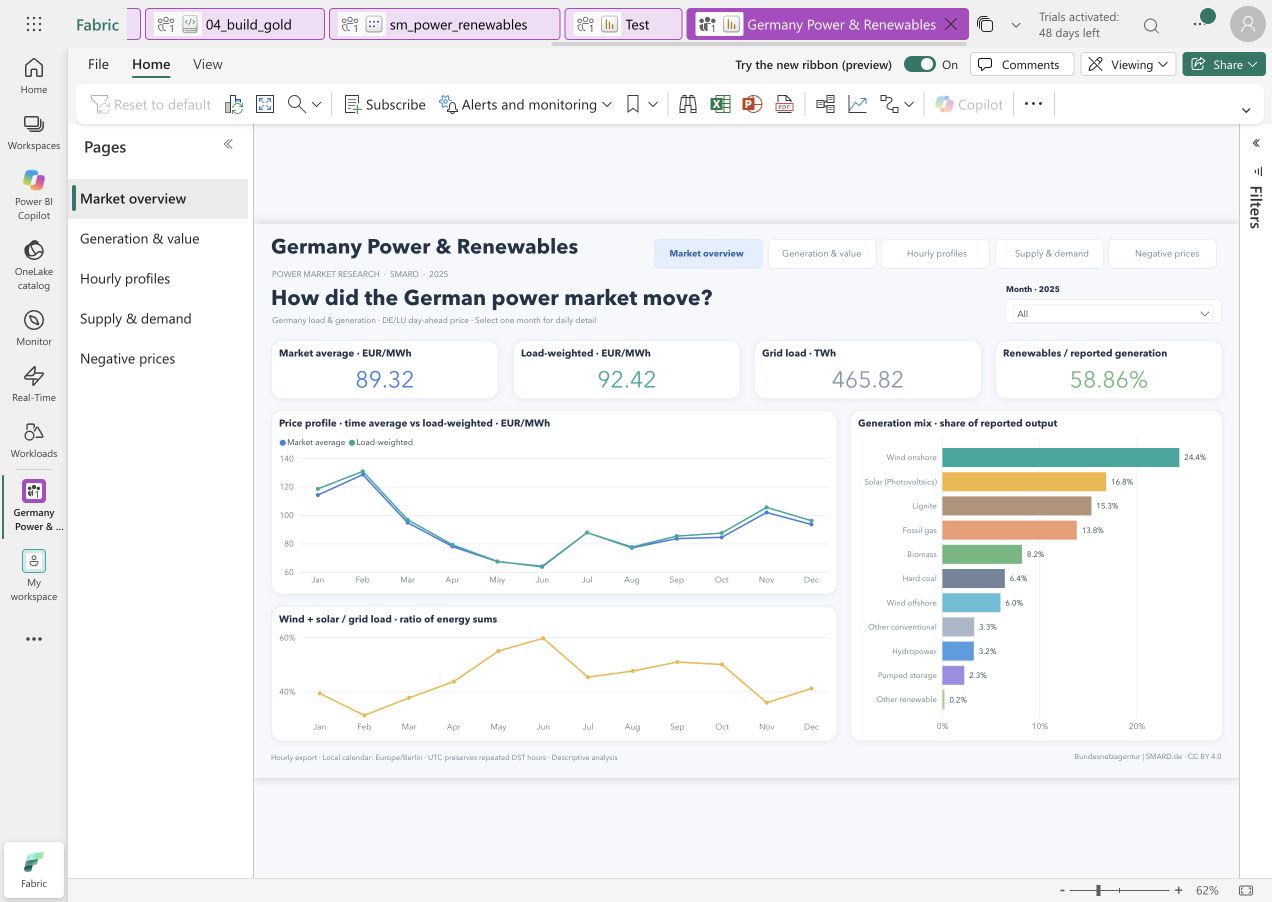 Fabric
04_build_gold
sm_power_renewables
Test
Germany Power & Renewables
Trials activated:
48 days left
File
Home
View
Try the new ribbon (preview)
On
Comments
Viewing
Share
Reset to default
Subscribe
Alerts and monitoring
PDF
Copilot
Home
Workspaces
Power BI
Copilot
OneLake
catalog
Monitor
Real-Time
Workloads
Germany
Power & ...
My
workspace
Fabric
Pages
Market overview
Generation & value
Hourly profiles
Supply & demand
Negative prices
Filters
Germany Power & Renewables
Market overview
Generation & value
Hourly profiles
Supply & demand
Negative prices
POWER MARKET RESEARCH · SMARD · 2025
How did the German power market move?
Germany load & generation · DE/LU day-ahead price · Select one month for daily detail
Month · 2025
All
Market average · EUR/MWh
89.32
Load-weighted · EUR/MWh
92.42
Grid load · TWh
465.82
Renewables / reported generation
58.86%
Price profile · time average vs load-weighted · EUR/MWh
Market average
Load-weighted
140
120
100
80
60
Jan Feb Mar Apr May Jun Jul Aug Sep Oct Nov Dec
Wind + solar / grid load · ratio of energy sums
60%
40%
Jan Feb Mar Apr May Jun Jul Aug Sep Oct Nov Dec
Generation mix · share of reported output
Wind onshore 24.4%
Solar (Photovoltaics) 16.8%
Lignite 15.3%
Fossil gas 13.8%
Biomass 8.2%
Hard coal 6.4%
Wind offshore 6.0%
Other conventional 3.3%
Hydropower 3.2%
Pumped storage 2.3%
Other renewable 0.2%
0% 10% 20%
Hourly export · Local calendar: Europe/Berlin · UTC preserves repeated DST hours · Descriptive analysis
Bundesnetzagentur | SMARD.de · CC BY 4.0
- + 62%